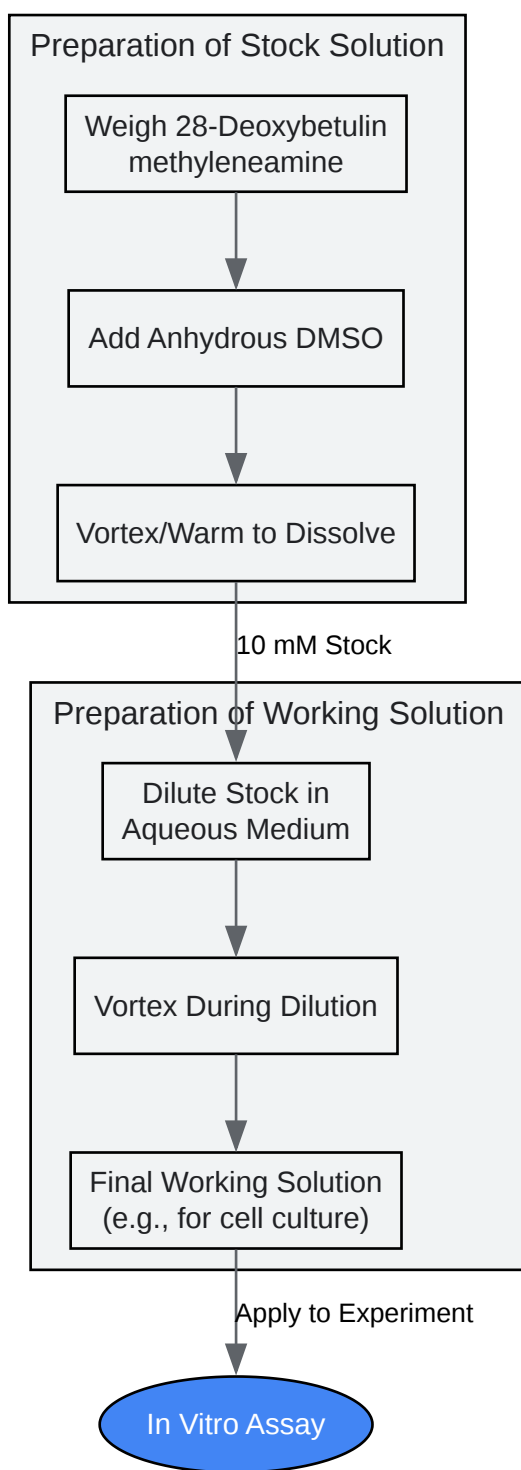 Preparation of Stock Solution
Weigh 28-Deoxybetulin
methyleneamine
Add Anhydrous DMSO
Vortex/Warm to Dissolve
10 mM Stock
Preparation of Working Solution
Dilute Stock in
Aqueous Medium
Vortex During Dilution
Final Working Solution
(e.g., for cell culture)
Apply to Experiment
In Vitro Assay